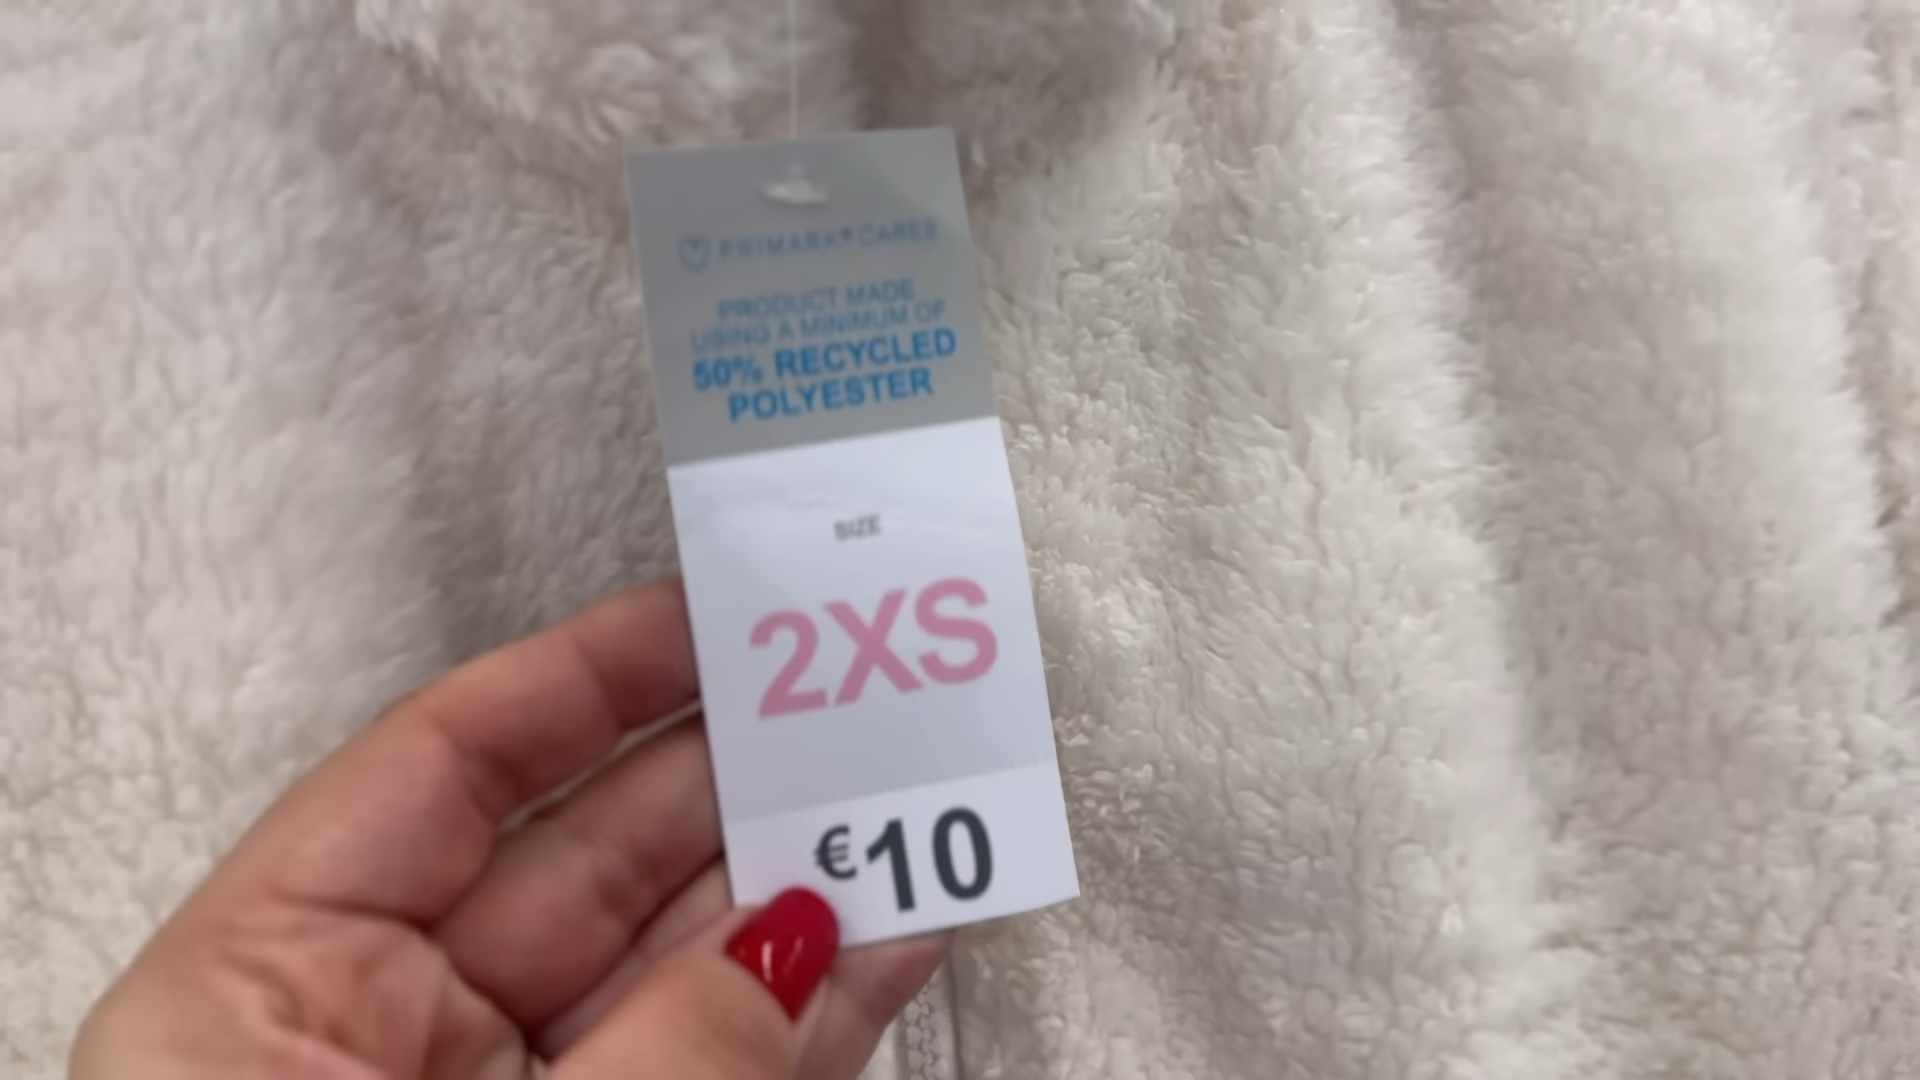 PRIMARK® CARES
PRODUCT MADE
USING A MINIMUM OF
50% RECYCLED
POLYESTER
SIZE
2XS
€10